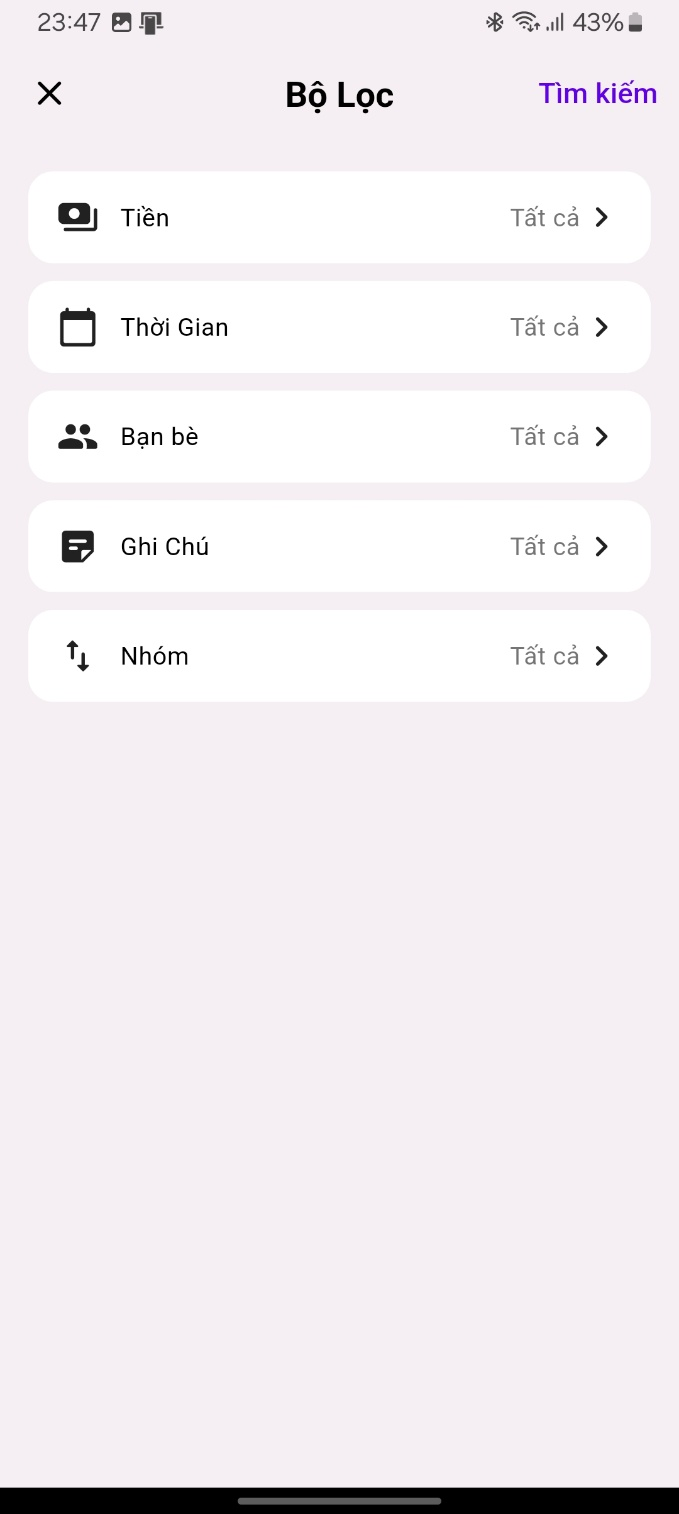 23:47 43%
Bộ Lọc Tìm kiếm
Tiền Tất cả
Thời Gian Tất cả
Bạn bè Tất cả
Ghi Chú Tất cả
Nhóm Tất cả